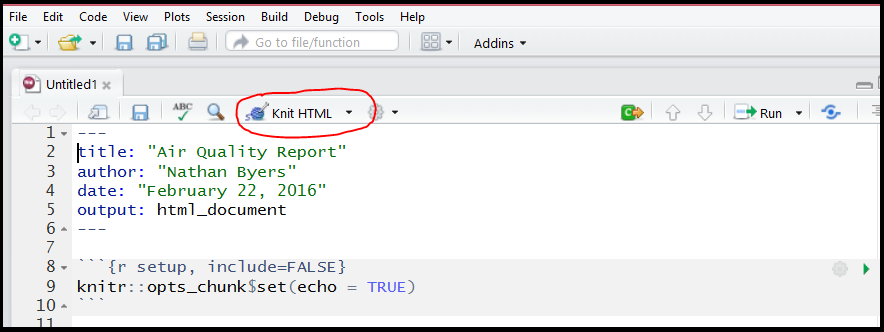 File Edit Code View Plots Session Build Debug Tools Help
Go to file/function Addins
Untitled1
ABC Knit HTML Run
1 ---
2 title: "Air Quality Report"
3 author: "Nathan Byers"
4 date: "February 22, 2016"
5 output: html_document
6 ---
7
8 ```{r setup, include=FALSE}
9 knitr::opts_chunk$set(echo = TRUE)
10 ```
11